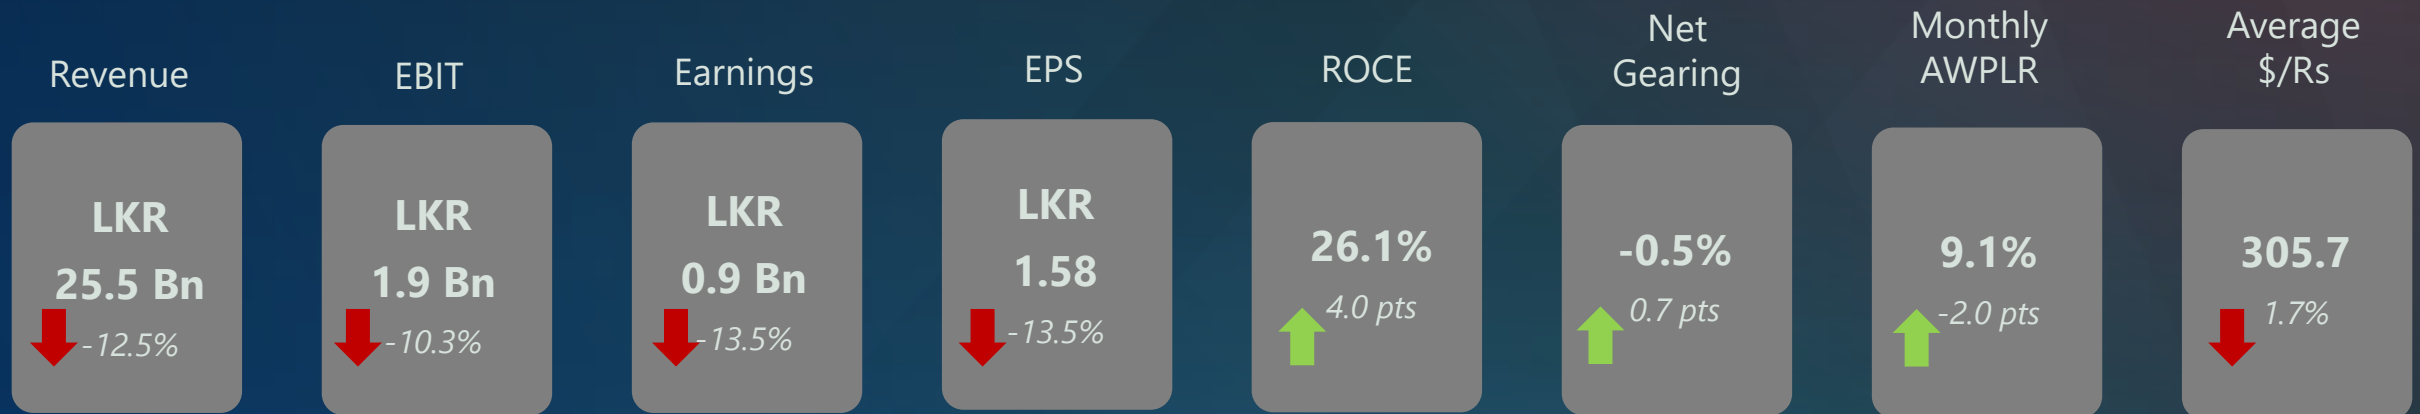 Revenue
LKR
25.5 Bn
-12.5%
EBIT
LKR
1.9 Bn
-10.3%
Earnings
LKR
0.9 Bn
-13.5%
EPS
LKR
1.58
-13.5%
ROCE
26.1%
4.0 pts
Net
Gearing
-0.5%
0.7 pts
Monthly
AWPLR
9.1%
-2.0 pts
Average
$/Rs
305.7
1.7%